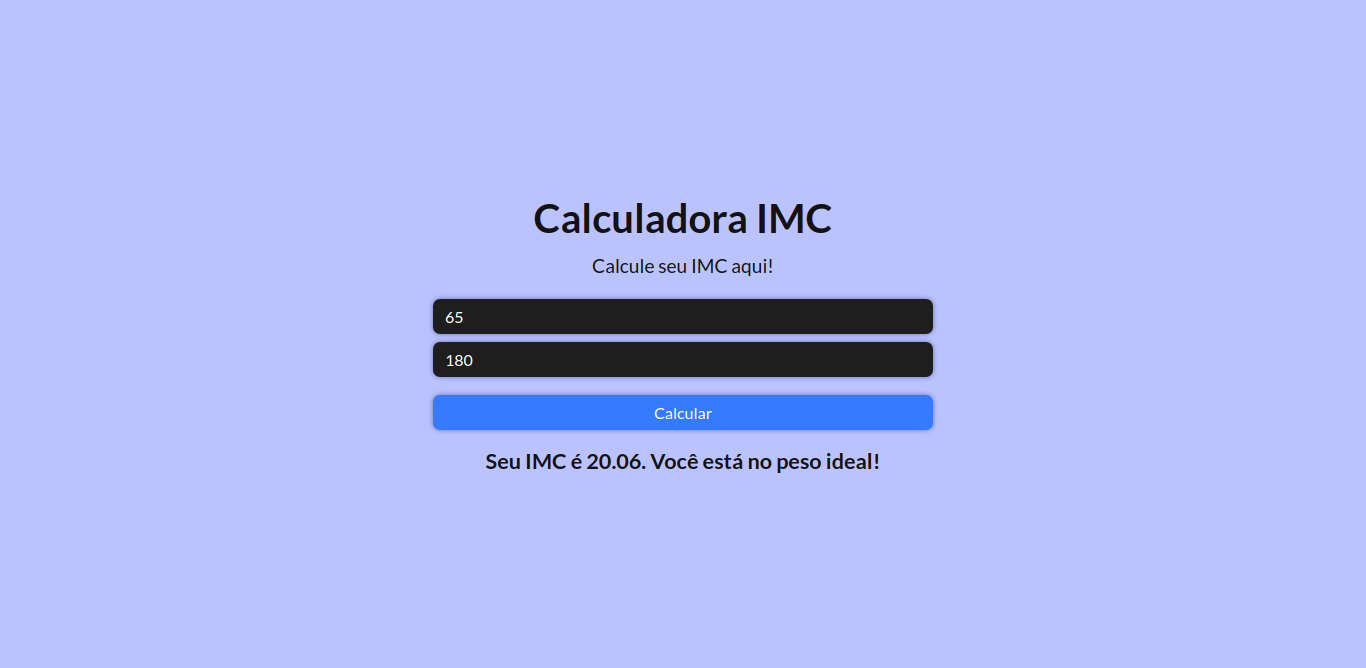 Calculadora IMC
Calcule seu IMC aqui!
65
180
Calcular
Seu IMC é 20.06. Você está no peso ideal!